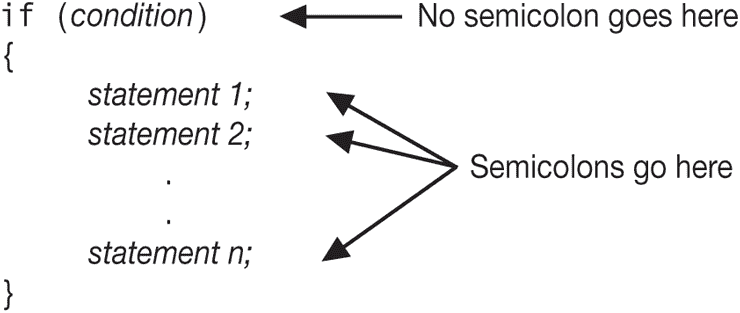 if (condition) No semicolon goes here
{
statement 1;
statement 2;
.
Semicolons go here
.
statement n;
}